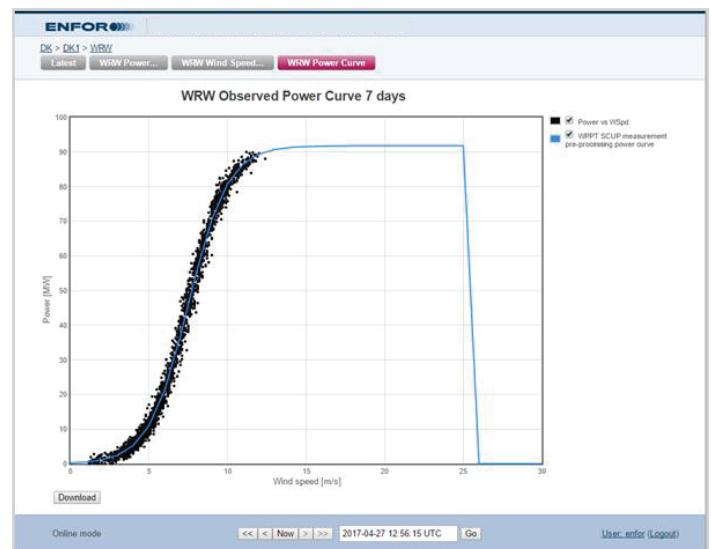 ENFOR
DK > DK1 > WRW
Latest WRW Power... WRW Wind Speed... WRW Power Curve
WRW Observed Power Curve 7 days
Power vs WSpd
WPPT SCUP measurement
pre-processing power curve
100
90
80
70
60
50
40
30
20
10
0
Power [MW]
0 5 10 15 20 25 30
Wind speed [m/s]
Download
Online mode << < Now > >> 2017-04-27 12:56:15 UTC Go User: enfor (Logout)